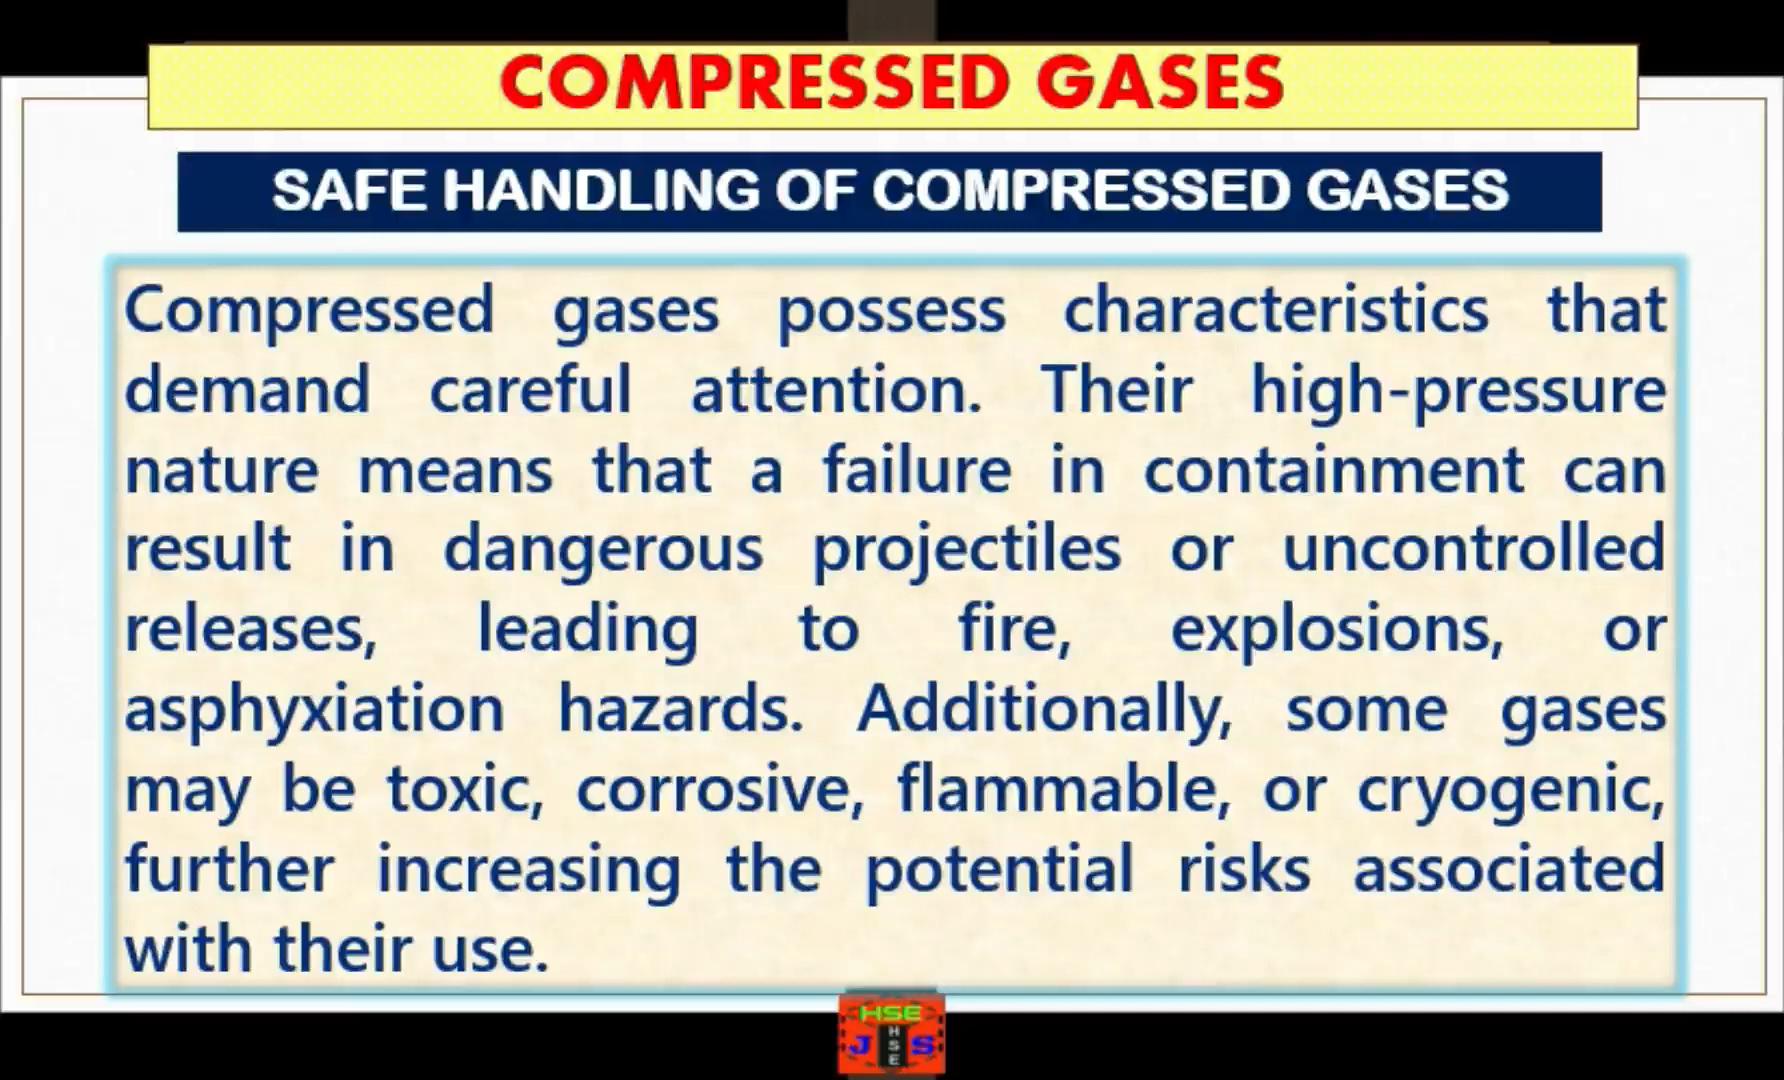 COMPRESSED GASES
SAFE HANDLING OF COMPRESSED GASES
Compressed gases possess characteristics that
demand careful attention. Their high-pressure
nature means that a failure in containment can
result in dangerous projectiles or uncontrolled
releases, leading to fire, explosions, or
asphyxiation hazards. Additionally, some gases
may be toxic, corrosive, flammable, or cryogenic,
further increasing the potential risks associated
with their use.
HSE
J HSE S